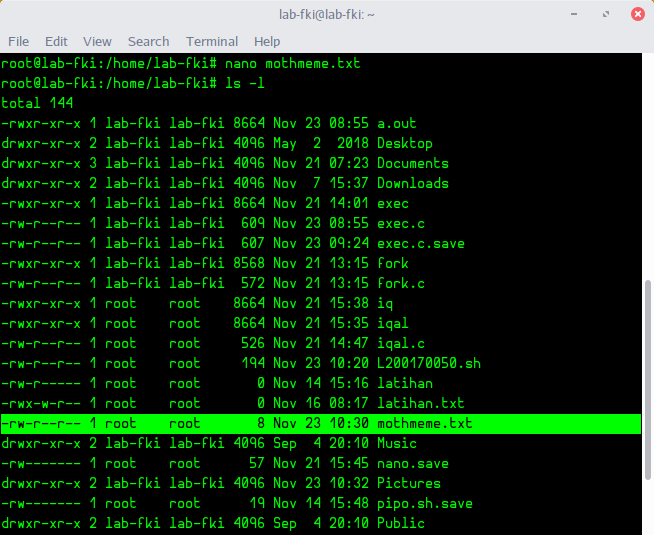 lab-fki@lab-fki: ~
File Edit View Search Terminal Help
root@lab-fki:/home/lab-fki# nano mothmeme.txt
root@lab-fki:/home/lab-fki# ls -l
total 144
-rwxr-xr-x 1 lab-fki lab-fki 8664 Nov 23 08:55 a.out
drwxr-xr-x 2 lab-fki lab-fki 4096 May  2  2018 Desktop
drwxr-xr-x 3 lab-fki lab-fki 4096 Nov 21 07:23 Documents
drwxr-xr-x 2 lab-fki lab-fki 4096 Nov  7 15:37 Downloads
-rwxr-xr-x 1 lab-fki lab-fki 8664 Nov 21 14:01 exec
-rw-r--r-- 1 lab-fki lab-fki  609 Nov 23 08:55 exec.c
-rw-r--r-- 1 lab-fki lab-fki  607 Nov 23 09:24 exec.c.save
-rwxr-xr-x 1 lab-fki lab-fki 8568 Nov 21 13:15 fork
-rw-r--r-- 1 lab-fki lab-fki  572 Nov 21 13:15 fork.c
-rwxr-xr-x 1 root    root    8664 Nov 21 15:38 iq
-rwxr-xr-x 1 root    root    8664 Nov 21 15:35 iqal
-rw-r--r-- 1 root    root     526 Nov 21 14:47 iqal.c
-rw-r--r-- 1 root    root     194 Nov 23 10:20 L200170050.sh
-rw-r----- 1 root    root       0 Nov 14 15:16 latihan
-rwx-w-r-- 1 root    root       0 Nov 16 08:17 latihan.txt
-rw-r--r-- 1 root    root       8 Nov 23 10:30 mothmeme.txt
drwxr-xr-x 2 lab-fki lab-fki 4096 Sep  4 20:10 Music
-rw------- 1 root    root      57 Nov 21 15:45 nano.save
drwxr-xr-x 2 lab-fki lab-fki 4096 Nov 23 10:32 Pictures
-rw------- 1 root    root      19 Nov 14 15:48 pipo.sh.save
drwxr-xr-x 2 lab-fki lab-fki 4096 Sep  4 20:10 Public